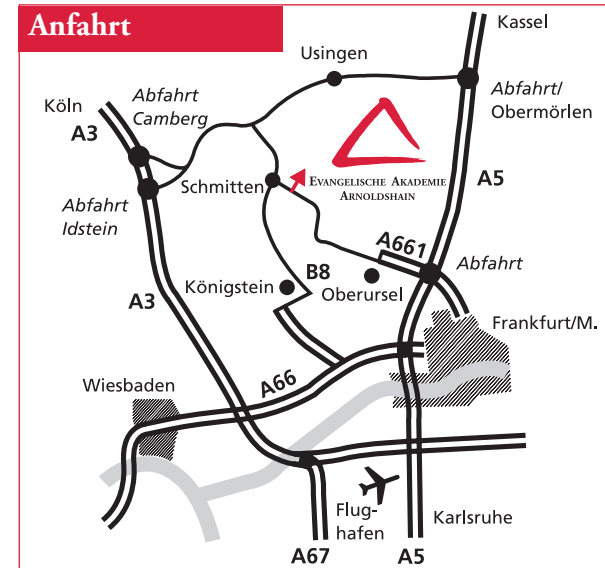 Anfahrt
Kassel
Usingen
Abfahrt/
Obermörlen
Köln
Abfahrt
Camberg
A3
A5
Schmitten
EVANGELISCHE AKADEMIE
ARNOLDSHAIN
Abfahrt
Idstein
A661
Abfahrt
B8
A3
Königstein
Oberursel
Frankfurt/M.
Wiesbaden
A66
Flug-
hafen
Karlsruhe
A67
A5